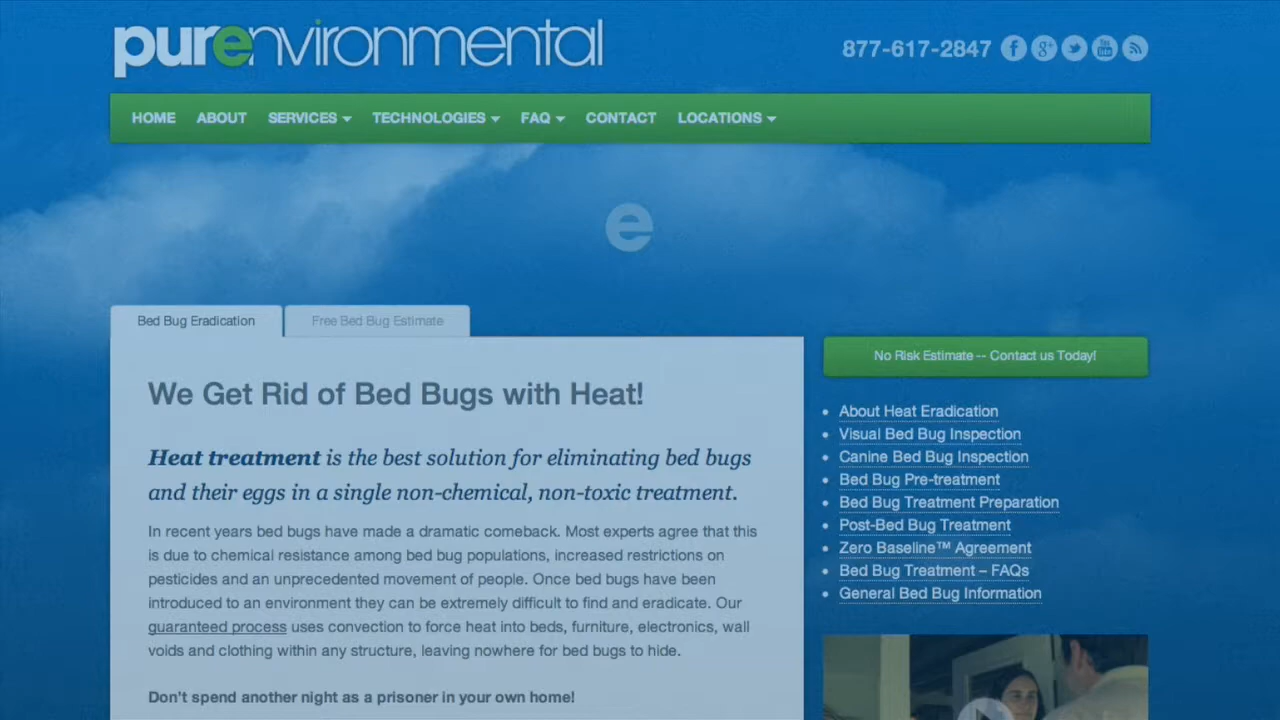 purenvironmental
877-617-2847
HOME ABOUT SERVICES TECHNOLOGIES FAQ CONTACT LOCATIONS
e
Bed Bug Eradication Free Bed Bug Estimate
We Get Rid of Bed Bugs with Heat!
Heat treatment is the best solution for eliminating bed bugs
and their eggs in a single non-chemical, non-toxic treatment.
In recent years bed bugs have made a dramatic comeback. Most experts agree that this
is due to chemical resistance among bed bug populations, increased restrictions on
pesticides and an unprecedented movement of people. Once bed bugs have been
introduced to an environment they can be extremely difficult to find and eradicate. Our
guaranteed process uses convection to force heat into beds, furniture, electronics, wall
voids and clothing within any structure, leaving nowhere for bed bugs to hide.
Don't spend another night as a prisoner in your own home!
No Risk Estimate -- Contact us Today!
About Heat Eradication
Visual Bed Bug Inspection
Canine Bed Bug Inspection
Bed Bug Pre-treatment
Bed Bug Treatment Preparation
Post-Bed Bug Treatment
Zero Baseline™ Agreement
Bed Bug Treatment – FAQs
General Bed Bug Information